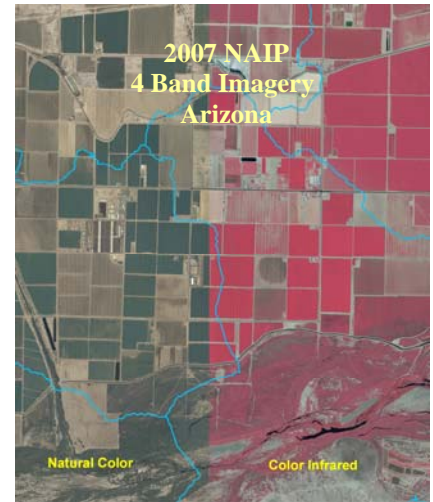 2007 NAIP
4 Band Imagery
Arizona
Natural Color
Color Infrared